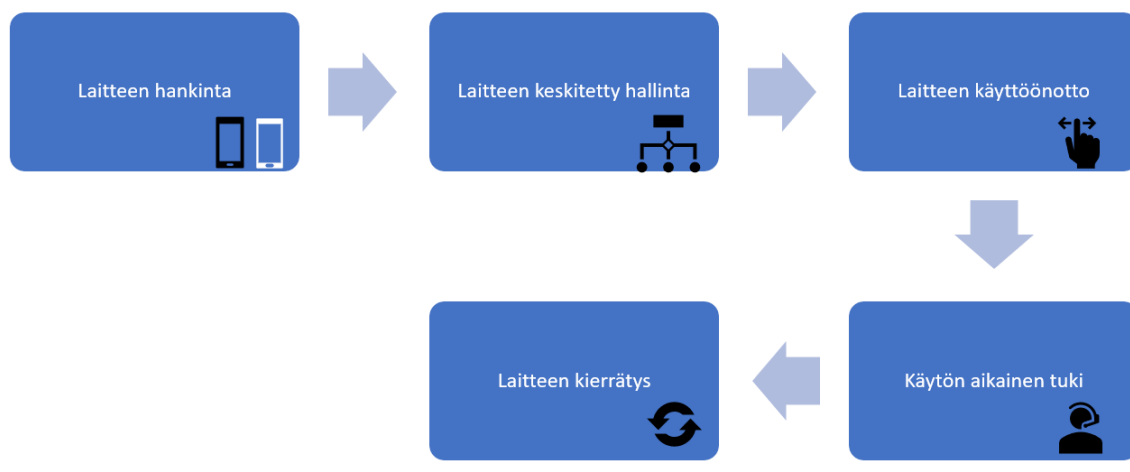 Laitteen hankinta
Laitteen keskitetty hallinta
Laitteen käyttöönotto
Käytön aikainen tuki
Laitteen kierrätys